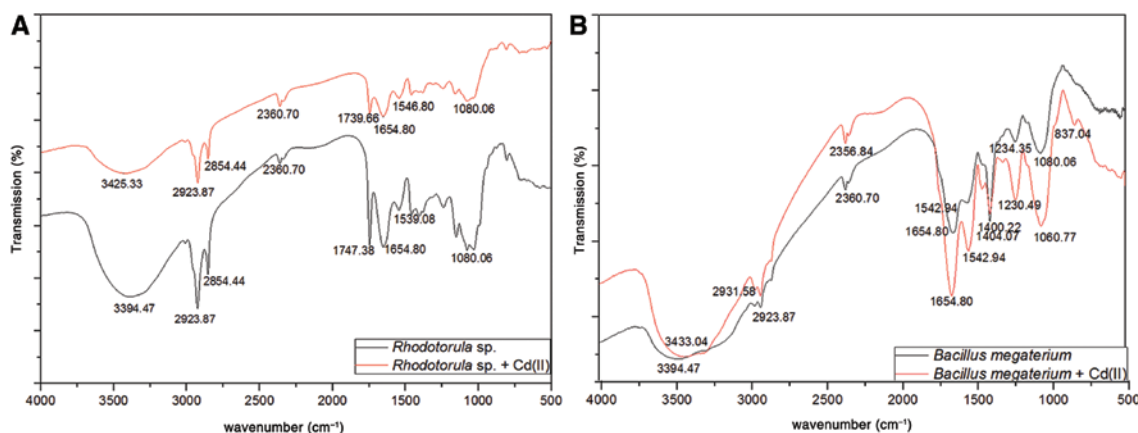 A
Transmission (%)
3425.33
2923.87
2854.44
2360.70
1739.66
1654.80
1546.80
1080.06
3394.47
2923.87
2854.44
2360.70
1747.38
1654.80
1539.08
1080.06
Rhodotorula sp.
Rhodotorula sp. + Cd(II)
4000 3500 3000 2500 2000 1500 1000 500
wavenumber (cm⁻¹)
B
Transmission (%)
3433.04
3394.47
2931.58
2923.87
2356.84
2360.70
1542.94
1654.80
1654.80
1542.94
1400.22
1404.07
1234.35
1230.49
1080.06
1060.77
837.04
Bacillus megaterium
Bacillus megaterium + Cd(II)
4000 3500 3000 2500 2000 1500 1000 500
wavenumber (cm⁻¹)